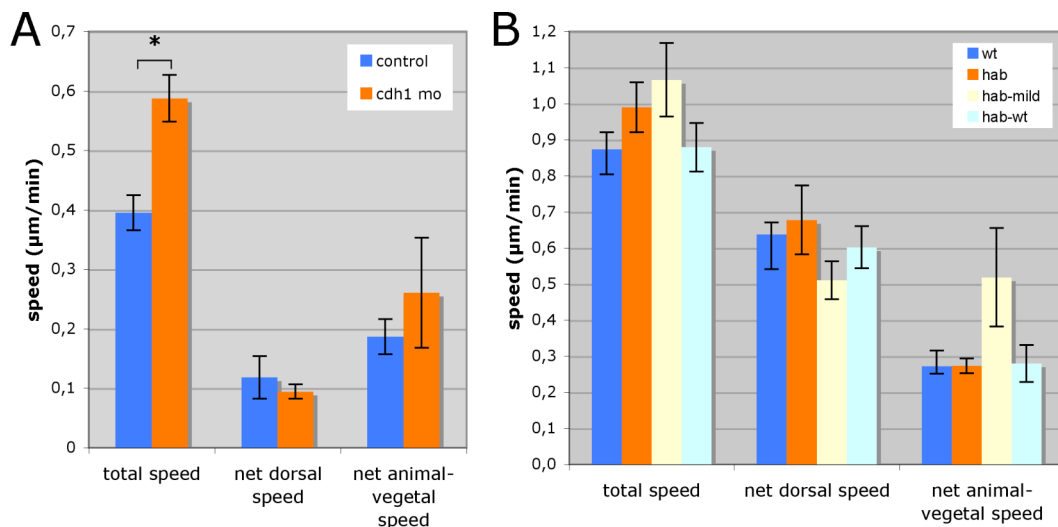 A
speed (µm/min)
0,7
0,6
0,5
0,4
0,3
0,2
0,1
0
*
control
cdh1 mo
total speed
net dorsal
speed
net animal-
vegetal speed
B
speed (µm/min)
1,2
1,1
1,0
0,9
0,8
0,7
0,6
0,5
0,4
0,3
0,2
0,1
0,0
wt
hab
hab-mild
hab-wt
total speed
net dorsal speed
net animal-
vegetal speed